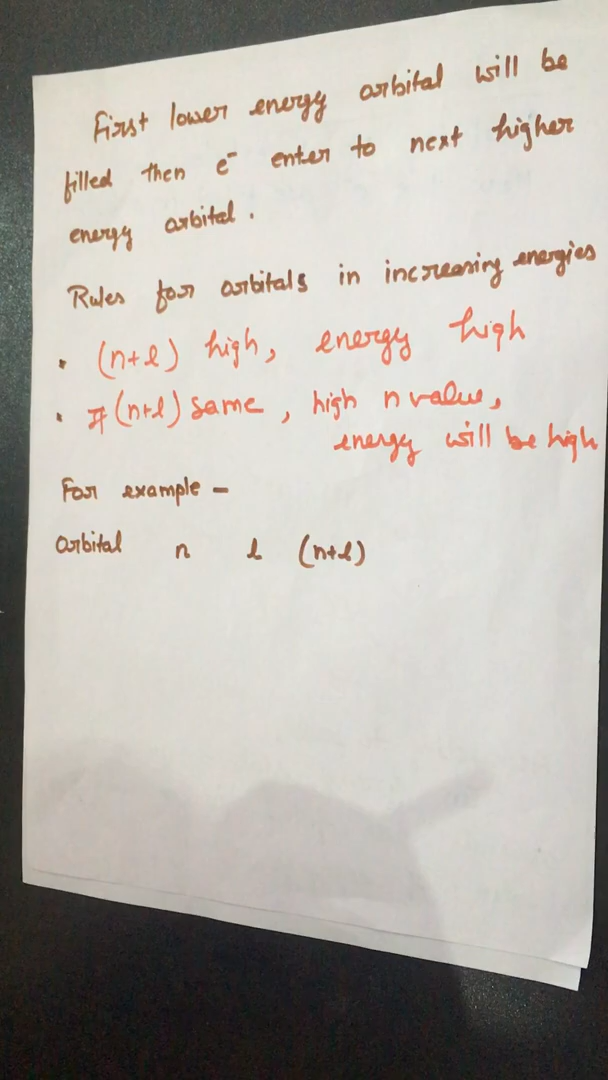 First lower energy orbital will be
filled then e⁻ enter to next higher
energy orbital.
Rules for orbitals in increasing energies
• (n+l) high, energy high
• If (n+l) same, high n value,
energy will be high
For example -
Orbital n l (n+l)